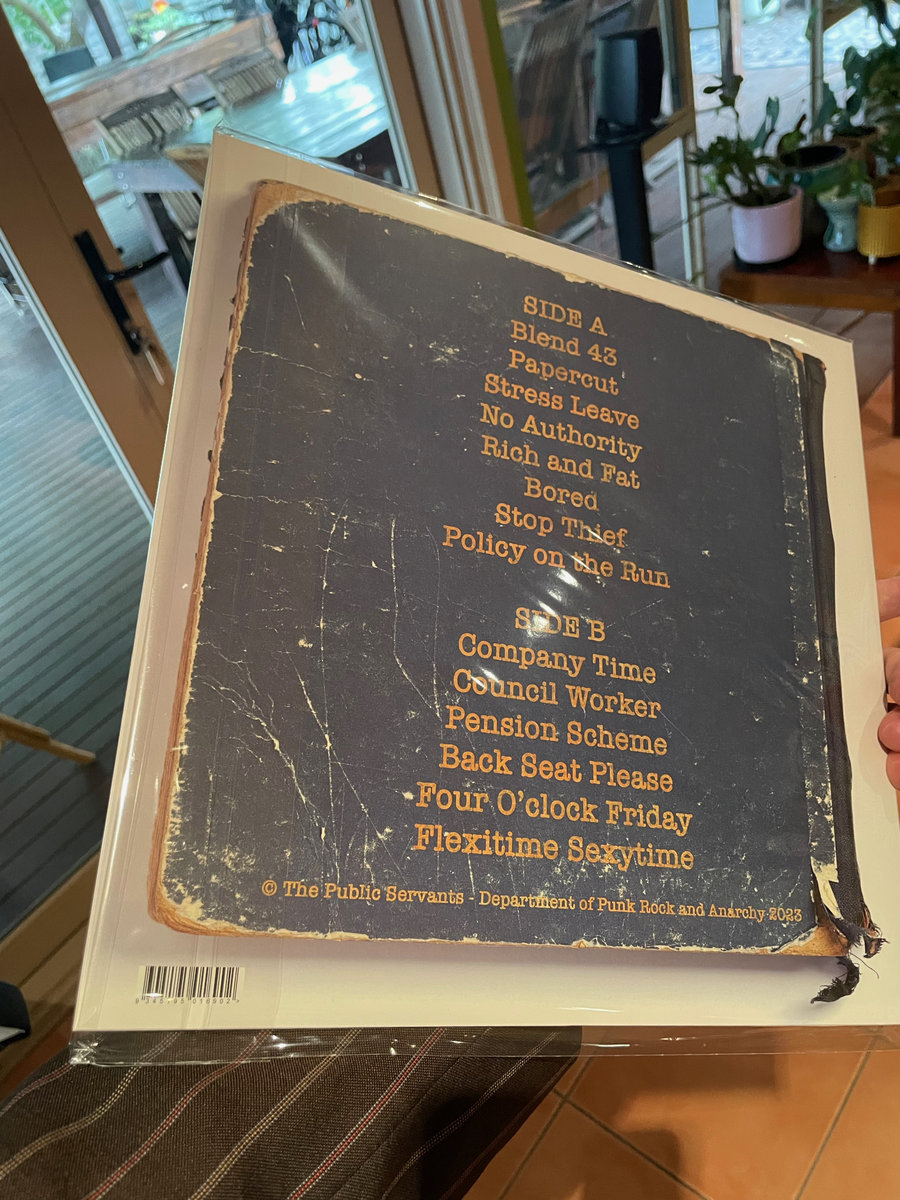 SIDE A
Blend 43
Papercut
Stress Leave
No Authority
Rich and Fat
Bored
Stop Thief
Policy on the Run
SIDE B
Company Time
Council Worker
Pension Scheme
Back Seat Please
Four O'clock Friday
Flexitime Sexytime
© The Public Servants - Department of Punk Rock and Anarchy 2023